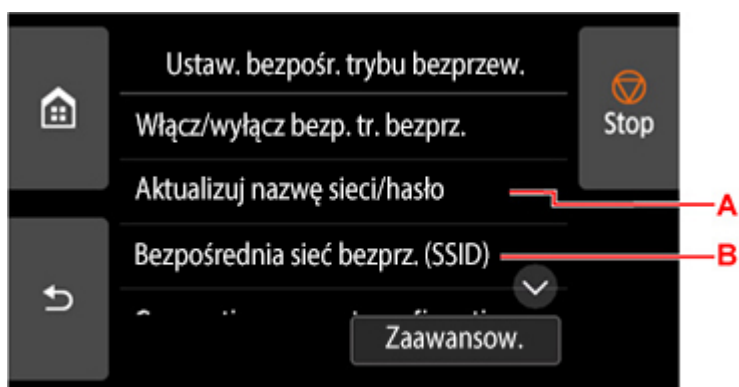 Ustaw. bezpośr. trybu bezprzew.
Włącz/wyłącz bezp. tr. bezprz.
Stop
Aktualizuj nazwę sieci/hasło
A
Bezpośrednia sieć bezprz. (SSID)
B
Zaawansow.